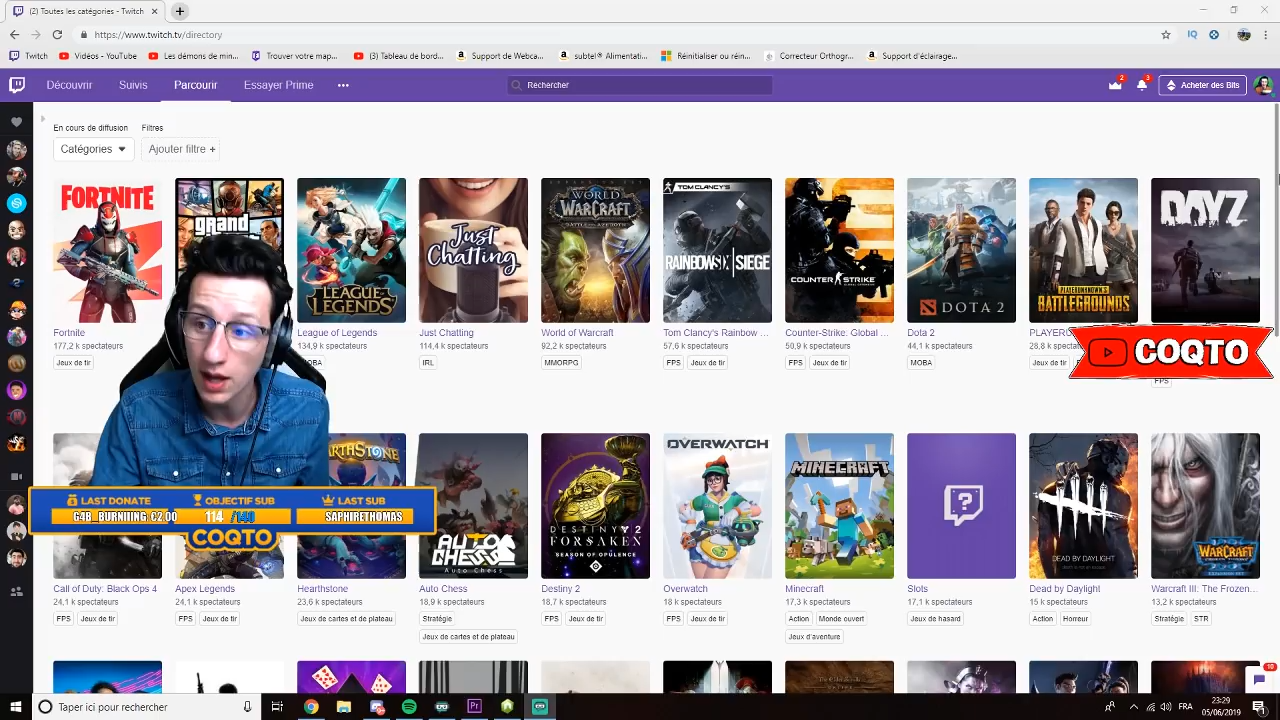 (2) Toutes les catégories - Twitch
https://www.twitch.tv/directory
Twitch
Vidéos - YouTube
Les démons de mi...
Trouver votre map...
(3) Tableau de bord...
Support de Webca...
subtel® Alimentati...
Réinitialiser ou réin...
Correcteur Orthogr...
Support d'éclairage...
Découvrir
Suivis
Parcourir
Essayer Prime
Rechercher
2
3
Acheter des Bits
En cours de diffusion
Filtres
Catégories
Ajouter filtre +
FORTNITE
grand
LEAGUE of LEGENDS
Just Chatting
WORLD WARCRAFT
TOM CLANCY'S RAINBOW SIX SIEGE
COUNTER STRIKE
DOTA 2
PLAYERUNKNOWN'S BATTLEGROUNDS
DAYZ
Fortnite
League of Legends
Just Chatting
World of Warcraft
Tom Clancy's Rainbow ...
Counter-Strike: Global ...
Dota 2
PLAYERU
177,2 k spectateurs
134,9 k spectateurs
114,4 k spectateurs
92,2 k spectateurs
57,6 k spectateurs
50,9 k spectateurs
44,1 k spectateurs
28,8 k
COQTO
Jeux de tir
MOBA
IRL
MMORPG
FPS
Jeux de tir
FPS
Jeux de tir
MOBA
Jeux de tir
FPS
HEARTHSTONE
AUTO CHESS
Auto Chess
DESTINY 2
FORSAKEN
SEASON OF OPULENCE
OVERWATCH
MINECRAFT
DEAD BY DAYLIGHT
WARCRAFT III
LAST DONATE
OBJECTIF SUB
LAST SUB
G4B_BURNIIING €2.00
114 /140
SAPHIRETHOMAS
COQTO
Call of Duty: Black Ops 4
Apex Legends
Hearthstone
Auto Chess
Destiny 2
Overwatch
Minecraft
Slots
Dead by Daylight
Warcraft III: The Frozen...
24,1 k spectateurs
24,1 k spectateurs
23,6 k spectateurs
18,9 k spectateurs
18,7 k spectateurs
18 k spectateurs
17,3 k spectateurs
17,1 k spectateurs
15 k spectateurs
13,2 k spectateurs
FPS
Jeux de tir
FPS
Jeux de tir
Jeux de cartes et de plateau
Stratégie
Jeux de cartes et de plateau
FPS
Jeux de tir
FPS
Jeux de tir
Action
Monde ouvert
Jeux d'aventure
Jeux de hasard
Action
Horreur
Stratégie
STR
10
Taper ici pour rechercher
Pr
FRA
23:29
05/06/2019